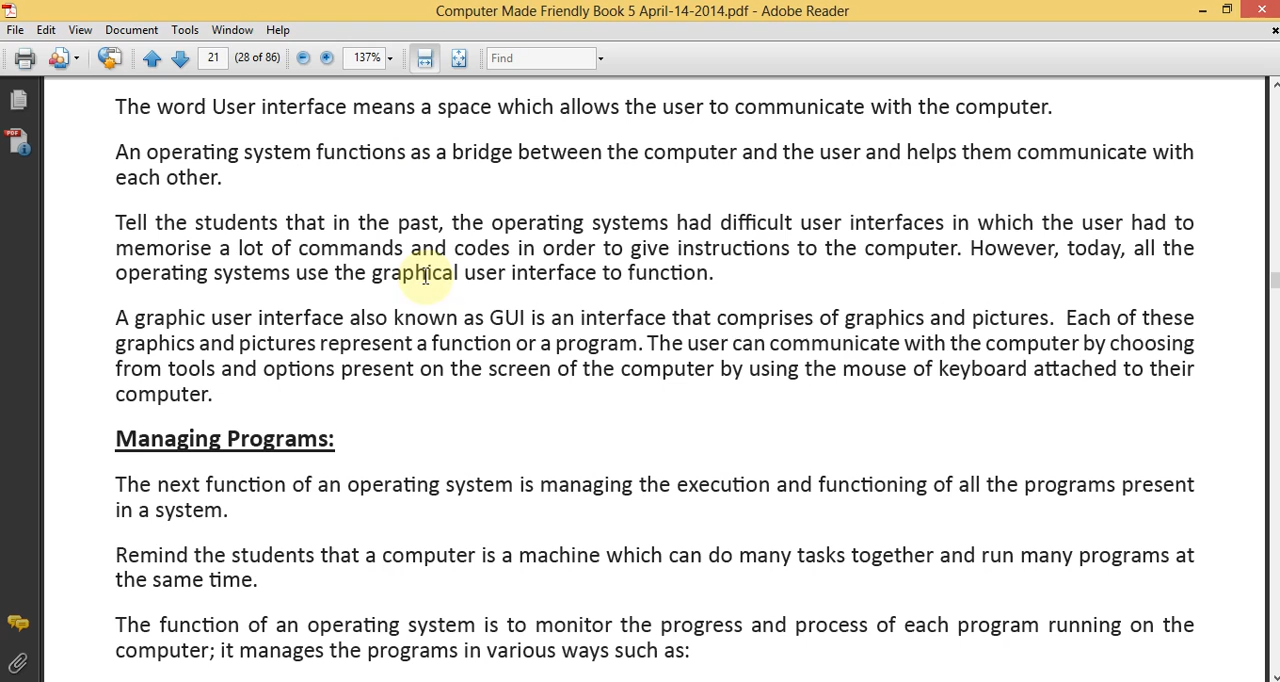 Computer Made Friendly Book 5 April-14-2014.pdf - Adobe Reader
File Edit View Document Tools Window Help
21 (28 of 86) 137% Find
The word User interface means a space which allows the user to communicate with the computer.
An operating system functions as a bridge between the computer and the user and helps them communicate with
each other.
Tell the students that in the past, the operating systems had difficult user interfaces in which the user had to
memorise a lot of commands and codes in order to give instructions to the computer. However, today, all the
operating systems use the graphical user interface to function.
A graphic user interface also known as GUI is an interface that comprises of graphics and pictures. Each of these
graphics and pictures represent a function or a program. The user can communicate with the computer by choosing
from tools and options present on the screen of the computer by using the mouse of keyboard attached to their
computer.
Managing Programs:
The next function of an operating system is managing the execution and functioning of all the programs present
in a system.
Remind the students that a computer is a machine which can do many tasks together and run many programs at
the same time.
The function of an operating system is to monitor the progress and process of each program running on the
computer; it manages the programs in various ways such as: